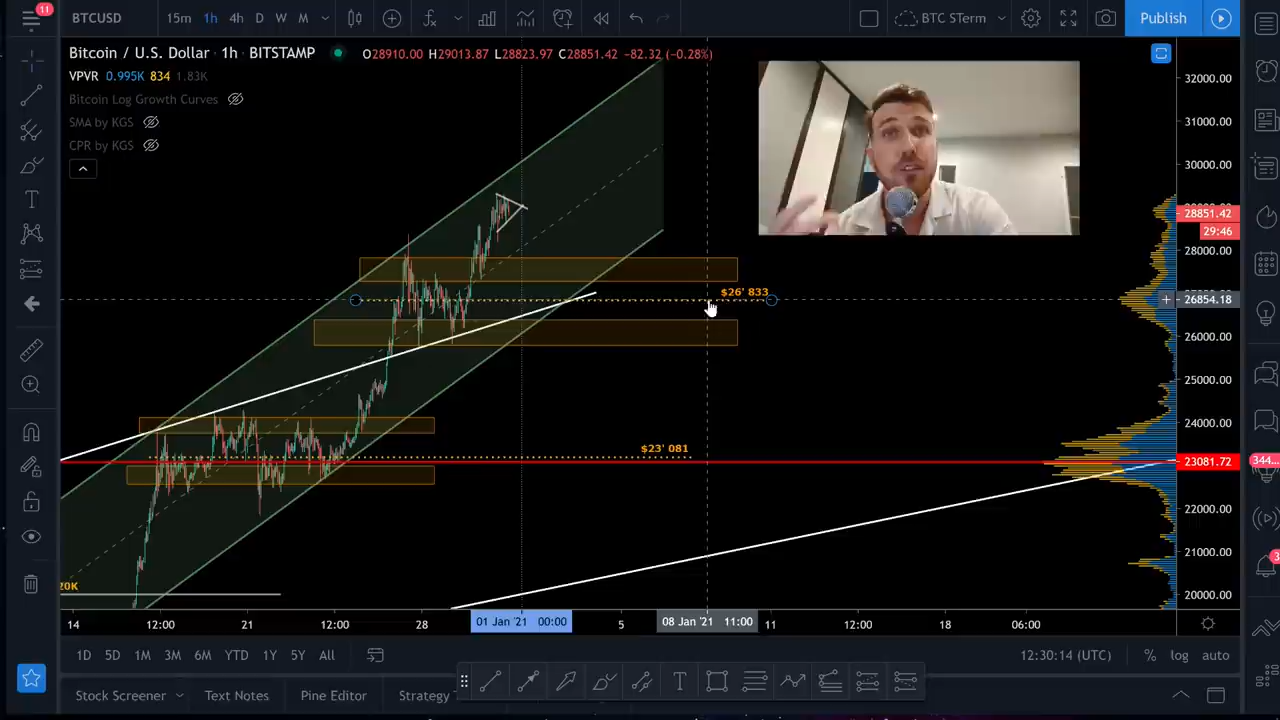 11
BTCUSD
15m 1h 4h D W M
BTC STerm
Publish
Bitcoin / U.S. Dollar · 1h · BITSTAMP
O28910.00 H29013.87 L28823.97 C28851.42 -82.32 (-0.28%)
VPVR 0.995K 834 1.83K
Bitcoin Log Growth Curves
SMA by KGS
CPR by KGS
32000.00
31000.00
30000.00
28851.42
29:46
28000.00
$26' 833
26854.18
26000.00
25000.00
24000.00
$23' 081
23081.72
344...
22000.00
21000.00
20K
20000.00
14 12:00 21 12:00 28 01 Jan '21 00:00 5 08 Jan '21 11:00 11 12:00 18 06:00
1D 5D 1M 3M 6M YTD 1Y 5Y All
12:30:14 (UTC) % log auto
Stock Screener Text Notes Pine Editor Strategy